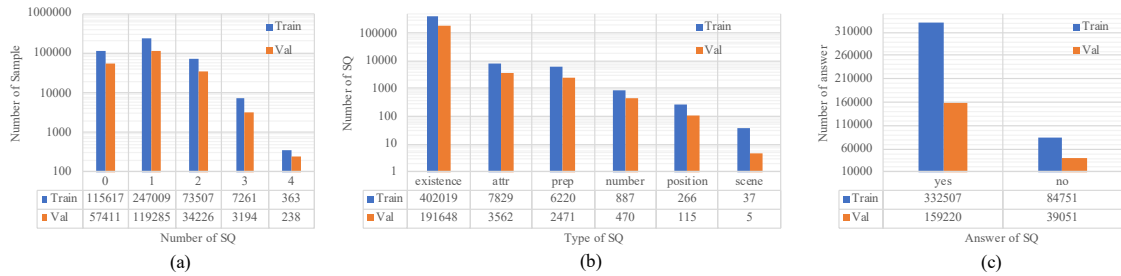 Number of Sample
1000000
100000
10000
1000
100
Train
Val
0 1 2 3 4
Train 115617 247009 73507 7261 363
Val 57411 119285 34226 3194 238
Number of SQ
(a)
Number of SQ
100000
10000
1000
100
10
1
Train
Val
existence attr prep number position scene
Train 402019 7829 6220 887 266 37
Val 191648 3562 2471 470 115 5
Type of SQ
(b)
Number of answer
310000
260000
210000
160000
110000
60000
10000
Train
Val
yes no
Train 332507 84751
Val 159220 39051
Answer of SQ
(c)